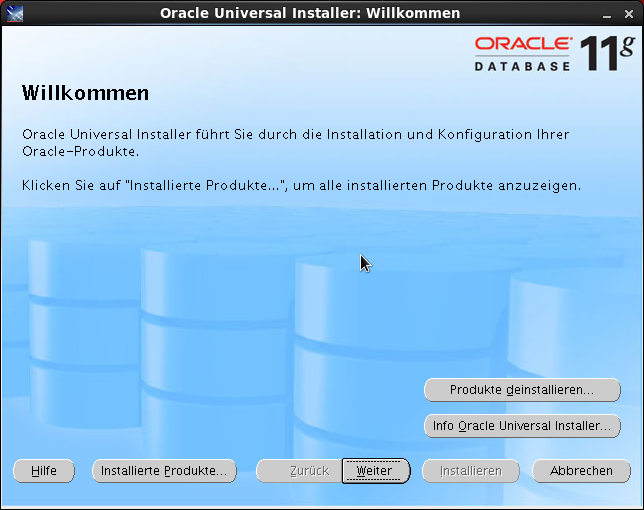 Oracle Universal Installer: Willkommen
ORACLE
DATABASE 11g
Willkommen
Oracle Universal Installer führt Sie durch die Installation und Konfiguration Ihrer
Oracle-Produkte.
Klicken Sie auf "Installierte Produkte...", um alle installierten Produkte anzuzeigen.
Produkte deinstallieren...
Info Oracle Universal Installer...
Hilfe Installierte Produkte... Zurück Weiter Installieren Abbrechen